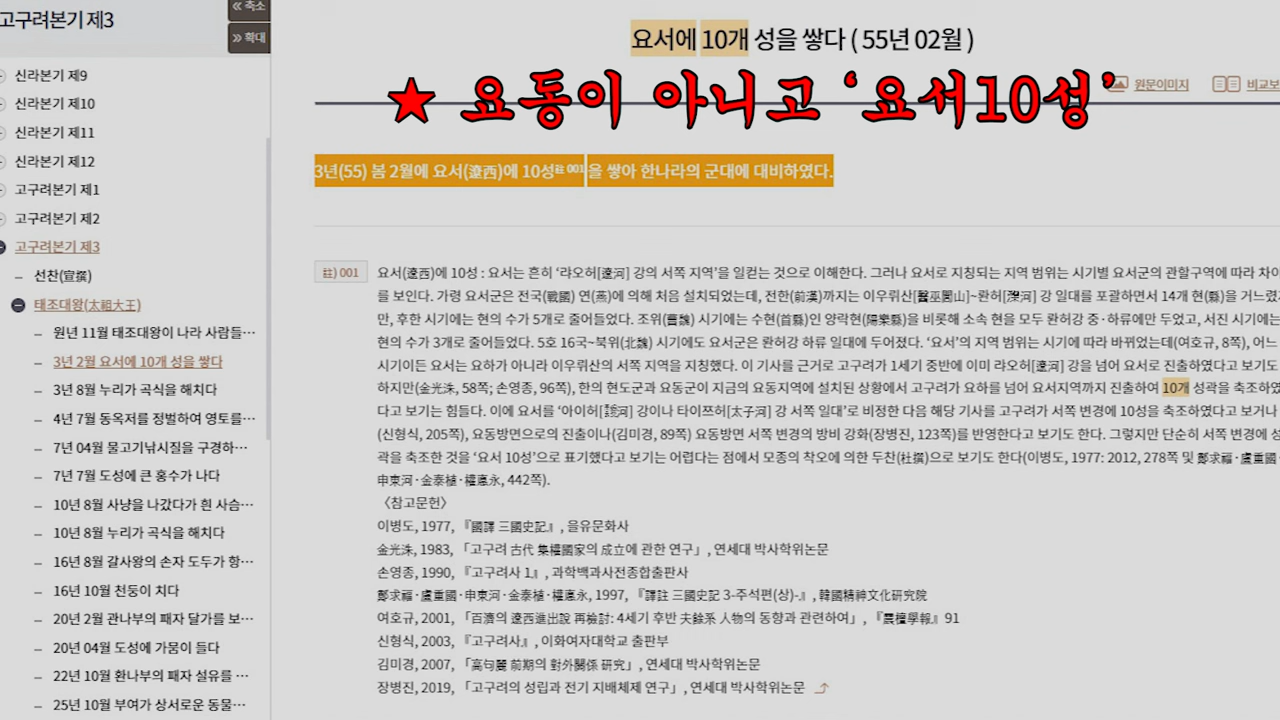 고구려본기 제3
축소
확대
신라본기 제9
신라본기 제10
신라본기 제11
신라본기 제12
고구려본기 제1
고구려본기 제2
고구려본기 제3
선찬(宣撰)
태조대왕(太祖大王)
원년 11월 태조대왕이 나라 사람들…
3년 2월 요서에 10개 성을 쌓다
3년 8월 누리가 곡식을 해치다
4년 7월 동옥저를 정벌하여 영토를…
7년 04월 물고기낚시질을 구경하…
7년 7월 도성에 큰 홍수가 나다
10년 8월 사냥을 나갔다가 흰 사슴…
10년 8월 누리가 곡식을 해치다
16년 8월 갈사왕의 손자 도두가 항…
16년 10월 천둥이 치다
20년 2월 관나부의 패자 달가를 보…
20년 04월 도성에 가뭄이 들다
22년 10월 환나부의 패자 설유를 …
25년 10월 부여가 상서로운 동물…
요서에 10개 성을 쌓다 ( 55년 02월 )
★ 요동이 아니고 ‘요서10성’
원문이미지 비교보
3년(55) 봄 2월에 요서(遼西)에 10성註 001을 쌓아 한나라의 군대에 대비하였다.
註) 001
요서(遼西)에 10성 : 요서는 흔히 ‘랴오허[遼河] 강의 서쪽 지역’을 일컫는 것으로 이해한다. 그러나 요서로 지칭되는 지역 범위는 시기별 요서군의 관할구역에 따라 차이
를 보인다. 가령 요서군은 전국(戰國) 연(燕)에 의해 처음 설치되었는데, 전한(前漢)까지는 이우뤼산[醫巫閭山]~롼허[灤河] 강 일대를 포괄하면서 14개 현(縣)을 거느렸지
만, 후한 시기에는 현의 수가 5개로 줄어들었다. 조위(曹魏) 시기에는 수현(首縣)인 양락현(陽樂縣)을 비롯해 소속 현을 모두 롼허강 중·하류에만 두었고, 서진 시기에는
현의 수가 3개로 줄어들었다. 5호 16국~북위(北魏) 시기에도 요서군은 롼허강 하류 일대에 두어졌다. ‘요서’의 지역 범위는 시기에 따라 바뀌었는데(여호규, 8쪽), 어느
시기이든 요서는 요하가 아니라 이우뤼산의 서쪽 지역을 지칭했다. 이 기사를 근거로 고구려가 1세기 중반에 이미 랴오허[遼河] 강을 넘어 요서로 진출하였다고 보기도
하지만(金光洙, 58쪽; 손영종, 96쪽), 한의 현도군과 요동군이 지금의 요동지역에 설치된 상황에서 고구려가 요하를 넘어 요서지역까지 진출하여 10개 성곽을 축조하였
다고 보기는 힘들다. 이에 요서를 ‘아이허[靉河] 강이나 타이쯔허[太子河] 강 서쪽 일대’로 비정한 다음 해당 기사를 고구려가 서쪽 변경에 10성을 축조하였다고 보거나
(신형식, 205쪽), 요동방면으로의 진출이나(김미경, 89쪽) 요동방면 서쪽 변경의 방비 강화(장병진, 123쪽)를 반영한다고 보기도 한다. 그렇지만 단순히 서쪽 변경에 성
곽을 축조한 것을 ‘요서 10성’으로 표기했다고 보기는 어렵다는 점에서 모종의 착오에 의한 두찬(杜撰)으로 보기도 한다(이병도, 1977: 2012, 278쪽 및 鄭求福·盧重國·
申東河·金泰植·權悳永, 442쪽).
〈참고문헌〉
이병도, 1977, 『國譯 三國史記』, 을유문화사
金光洙, 1983, 「고구려 古代 集權國家의 成立에 관한 연구」, 연세대 박사학위논문
손영종, 1990, 『고구려사 1』, 과학백과사전종합출판사
鄭求福·盧重國·申東河·金泰植·權悳永, 1997, 『譯註 三國史記 3-주석편(상)-』, 韓國精神文化研究院
여호규, 2001, 「百濟의 遼西進出說 再檢討: 4세기 후반 夫餘系 人物의 동향과 관련하여」, 『震檀學報』 91
신형식, 2003, 『고구려사』, 이화여자대학교 출판부
김미경, 2007, 「高句麗 前期의 對外關係 硏究」, 연세대 박사학위논문
장병진, 2019, 「고구려의 성립과 전기 지배체제 연구」, 연세대 박사학위논문